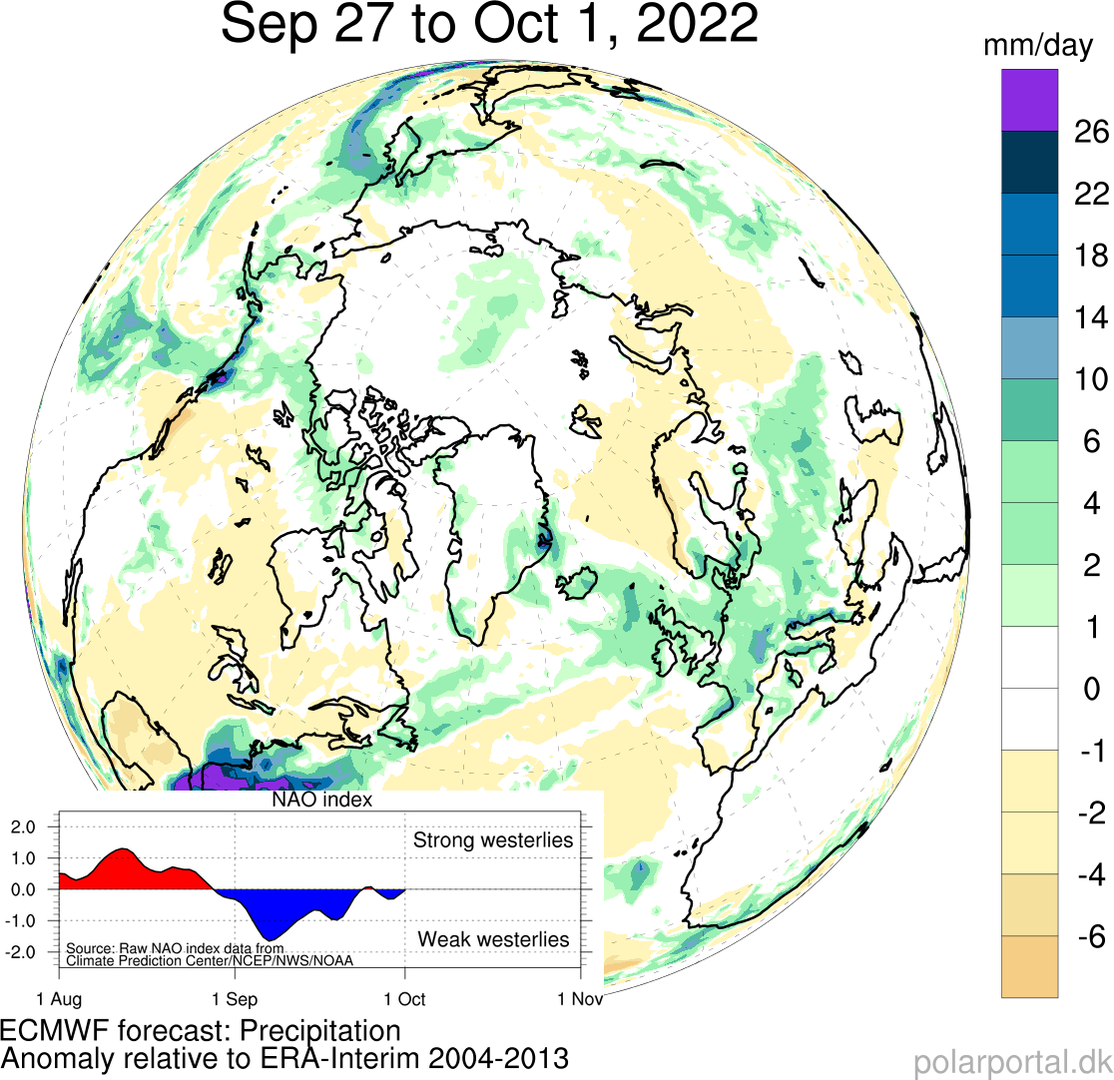 Sep 27 to Oct 1, 2022
mm/day
26
22
18
14
10
6
4
2
1
0
-1
-2
-4
-6
NAO index
2.0
1.0
0.0
-1.0
-2.0
Strong westerlies
Weak westerlies
Source: Raw NAO index data from
Climate Prediction Center/NCEP/NWS/NOAA
1 Aug
1 Sep
1 Oct
1 Nov
ECMWF forecast: Precipitation
Anomaly relative to ERA-Interim 2004-2013
polarportal.dk